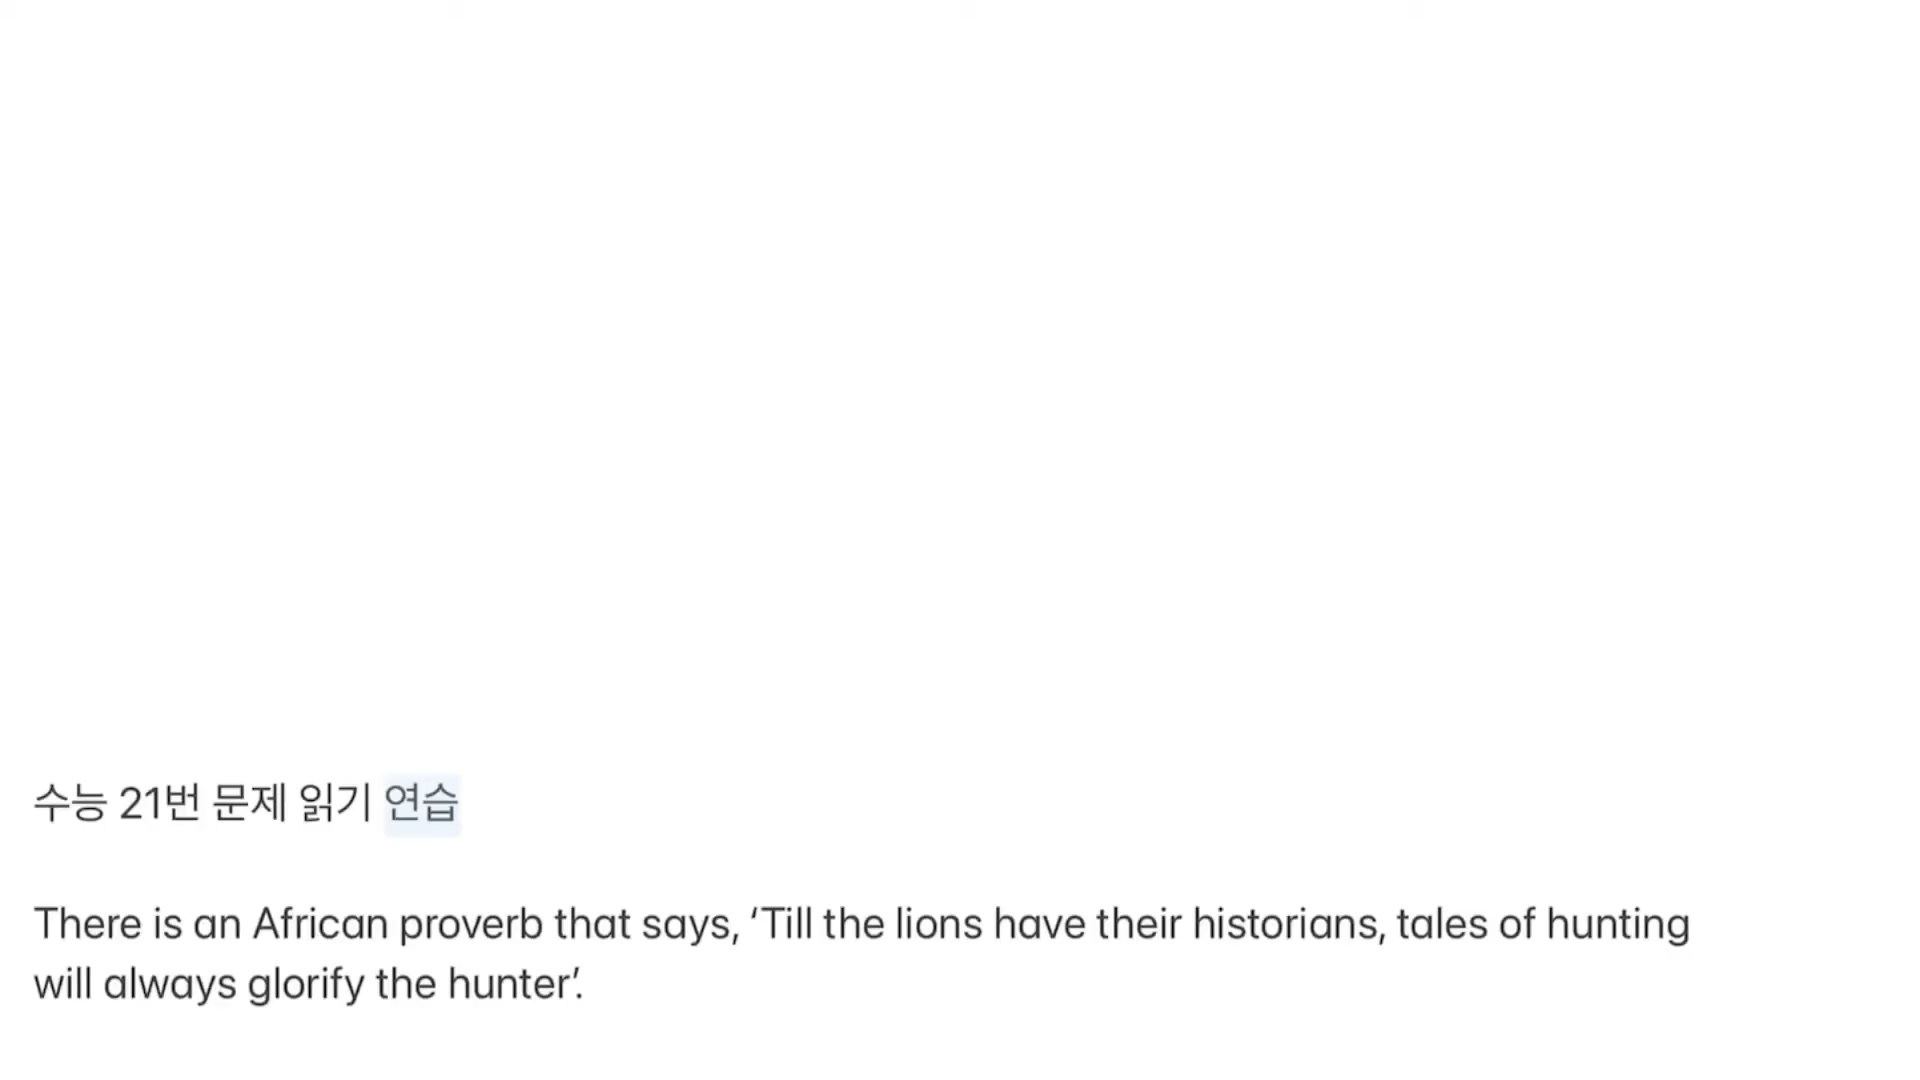 수능 21번 문제 읽기 연습
There is an African proverb that says, ‘Till the lions have their historians, tales of hunting
will always glorify the hunter’.